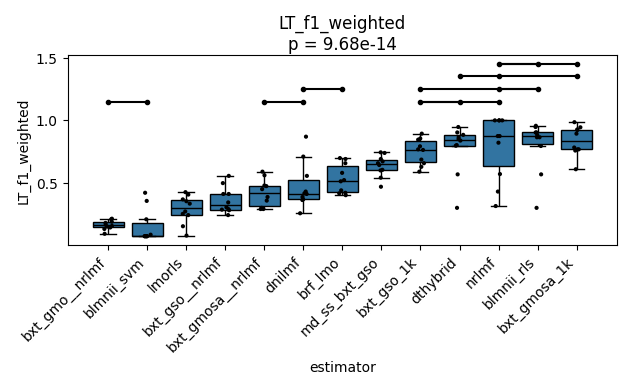 LT_f1_weighted
p = 9.68e-14
LT_f1_weighted
1.5
1.0
0.5
bxt_gmo__nrlmf
blmnii_svm
lmorls
bxt_gso__nrlmf
bxt_gmosa__nrlmf
dnilmf
brf_lmo
md_ss_bxt_gso
bxt_gso_1k
dthybrid
nrlmf
blmnii_rls
bxt_gmosa_1k
estimator